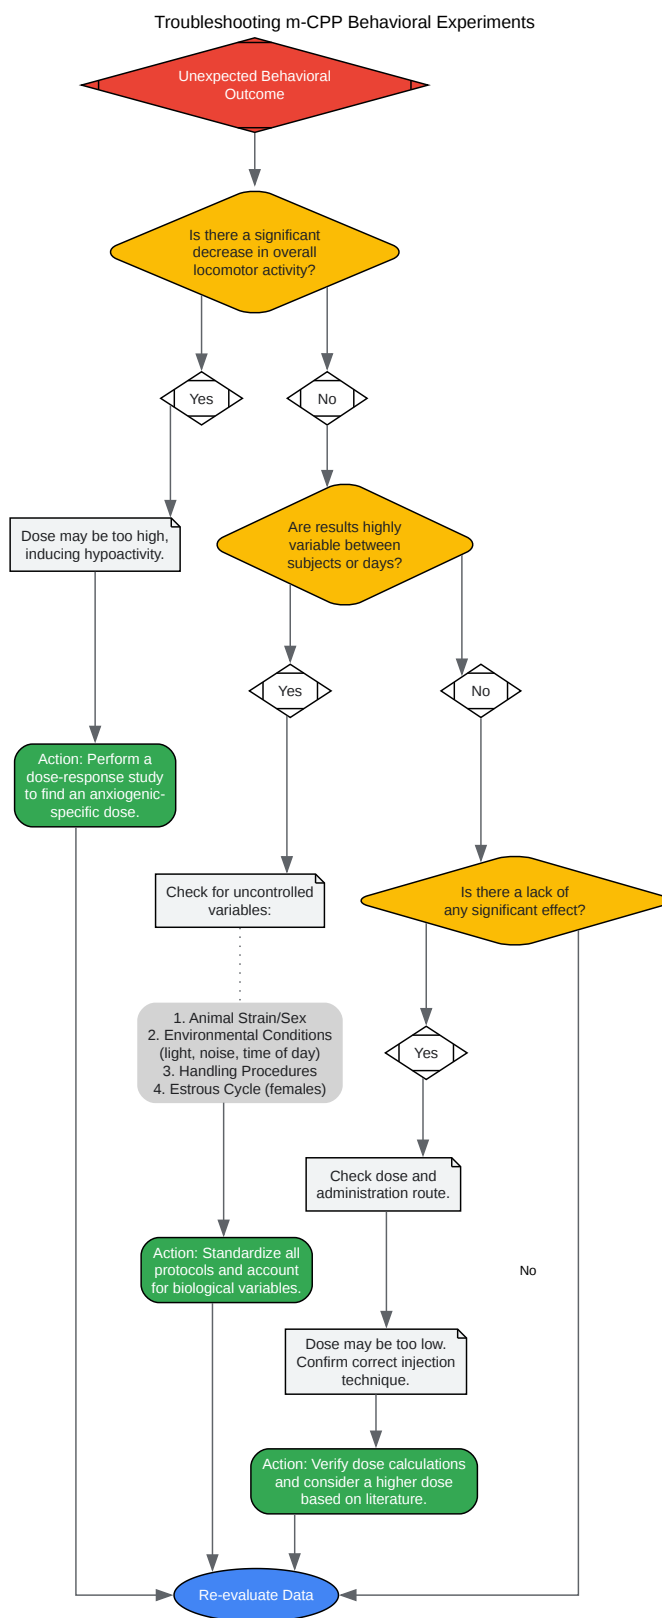 Troubleshooting m-CPP Behavioral Experiments
Unexpected Behavioral
Outcome
Is there a significant
decrease in overall
locomotor activity?
Yes
No
Dose may be too high,
inducing hypoactivity.
Are results highly
variable between
subjects or days?
Yes
No
Action: Perform a
dose-response study
to find an anxiogenic-
specific dose.
Check for uncontrolled
variables:
Is there a lack of
any significant effect?
1. Animal Strain/Sex
2. Environmental Conditions
(light, noise, time of day)
3. Handling Procedures
4. Estrous Cycle (females)
Yes
Check dose and
administration route.
Action: Standardize all
protocols and account
for biological variables.
No
Dose may be too low.
Confirm correct injection
technique.
Action: Verify dose calculations
and consider a higher dose
based on literature.
Re-evaluate Data